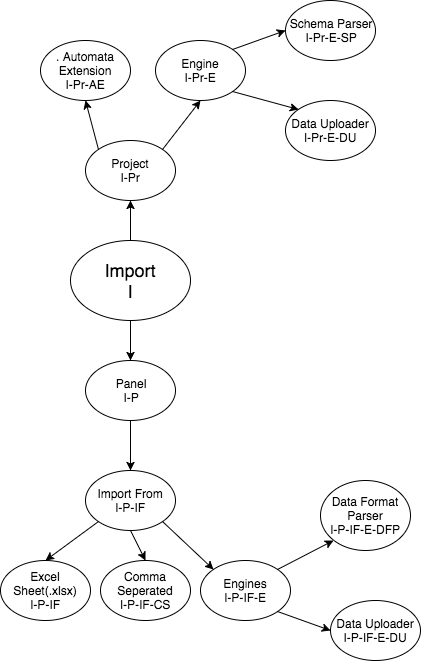 Schema Parser
I-Pr-E-SP
. Automata
Extension
I-Pr-AE
Engine
I-Pr-E
Data Uploader
I-Pr-E-DU
Project
I-Pr
Import
I
Panel
I-P
Import From
I-P-IF
Data Format
Parser
I-P-IF-E-DFP
Excel
Sheet(.xlsx)
I-P-IF
Comma
Seperated
I-P-IF-CS
Engines
I-P-IF-E
Data Uploader
I-P-IF-E-DU